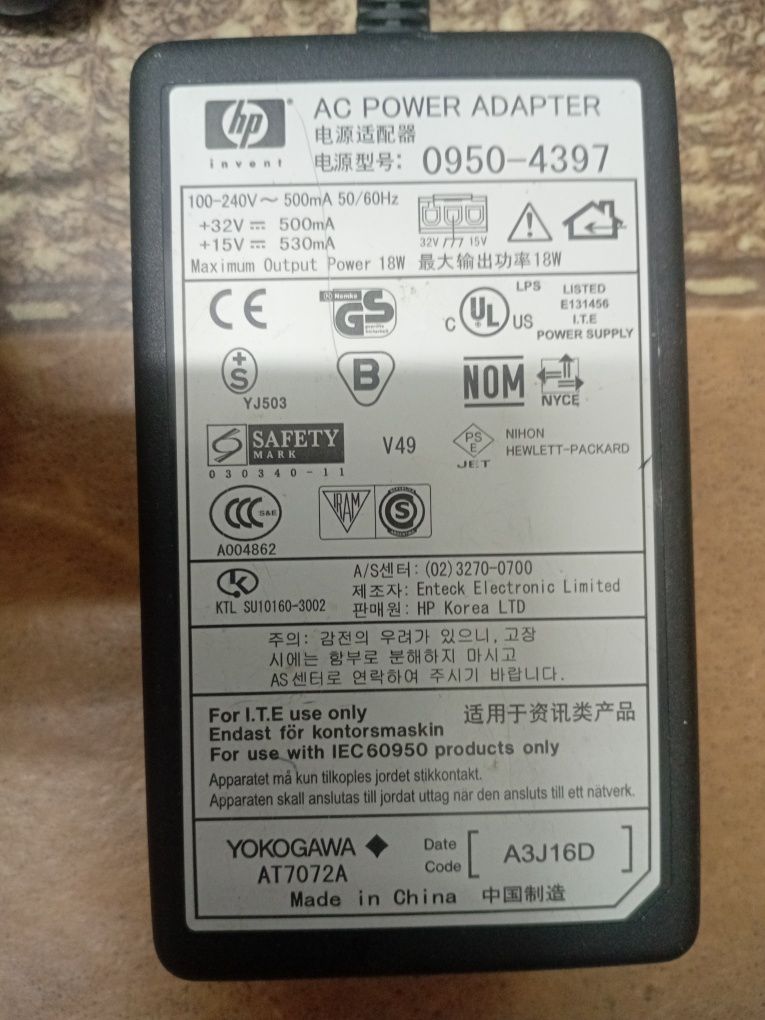 hp
invent
AC POWER ADAPTER
电源适配器
电源型号: 0950-4397
100-240V～ 500mA 50/60Hz
+32V⎓ 500mA
+15V⎓ 530mA
32V 15V
Maximum Output Power 18W 最大输出功率18W
CE
N Nemko
GS
geprüfte
Sicherheit
C UL US
LPS
LISTED
E131456
I.T.E
POWER SUPPLY
+S
YJ503
B
NOM
NYCE
SAFETY
MARK
030340-11
V49
PS
E
JET
NIHON
HEWLETT-PACKARD
CCC S&E
A004862
IRAM
S
ARGENTINA
K
KTL SU10160-3002
A/S센터: (02)3270-0700
제조자: Enteck Electronic Limited
판매원: HP Korea LTD
주의: 감전의 우려가 있으니, 고장
시에는 함부로 분해하지 마시고
AS센터로 연락하여 주시기 바랍니다.
For I.T.E use only 适用于资讯类产品
Endast för kontorsmaskin
For use with IEC60950 products only
Apparatet må kun tilkoples jordet stikkontakt.
Apparaten skall anslutas till jordat uttag när den ansluts till ett nätverk.
YOKOGAWA
AT7072A
Date
Code
[ A3J16D ]
Made in China 中国制造